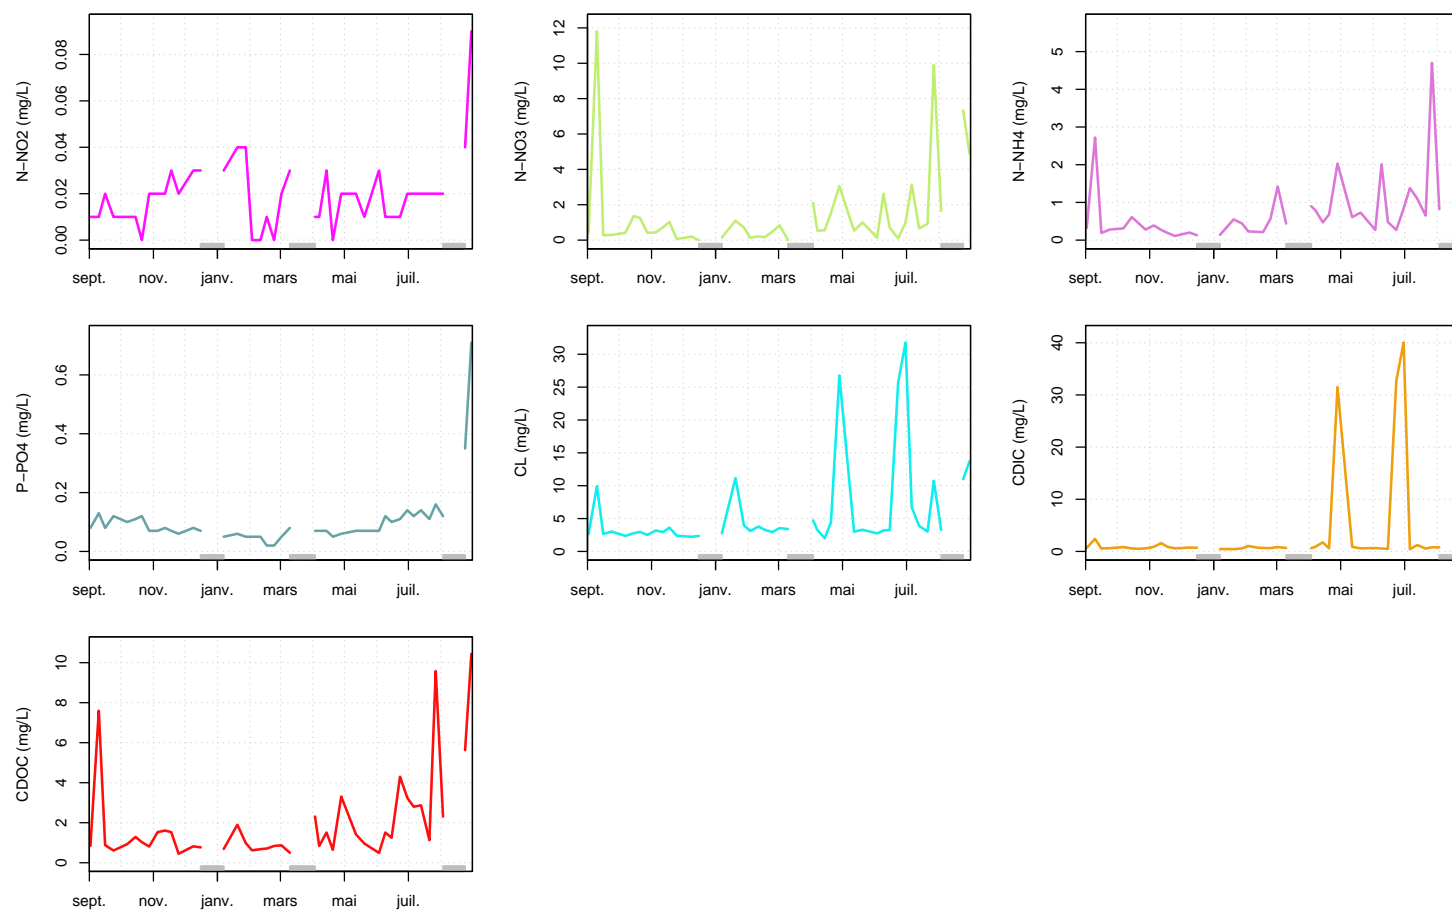 N−NO2 (mg/L)
0.00 0.02 0.04 0.06 0.08
sept. nov. janv. mars mai juil.
N−NO3 (mg/L)
0 2 4 6 8 10 12
sept. nov. janv. mars mai juil.
N−NH4 (mg/L)
0 1 2 3 4 5
sept. nov. janv. mars mai juil.
P−PO4 (mg/L)
0.0 0.2 0.4 0.6
sept. nov. janv. mars mai juil.
CL (mg/L)
0 5 10 15 20 25 30
sept. nov. janv. mars mai juil.
CDIC (mg/L)
0 10 20 30 40
sept. nov. janv. mars mai juil.
CDOC (mg/L)
0 2 4 6 8 10
sept. nov. janv. mars mai juil.